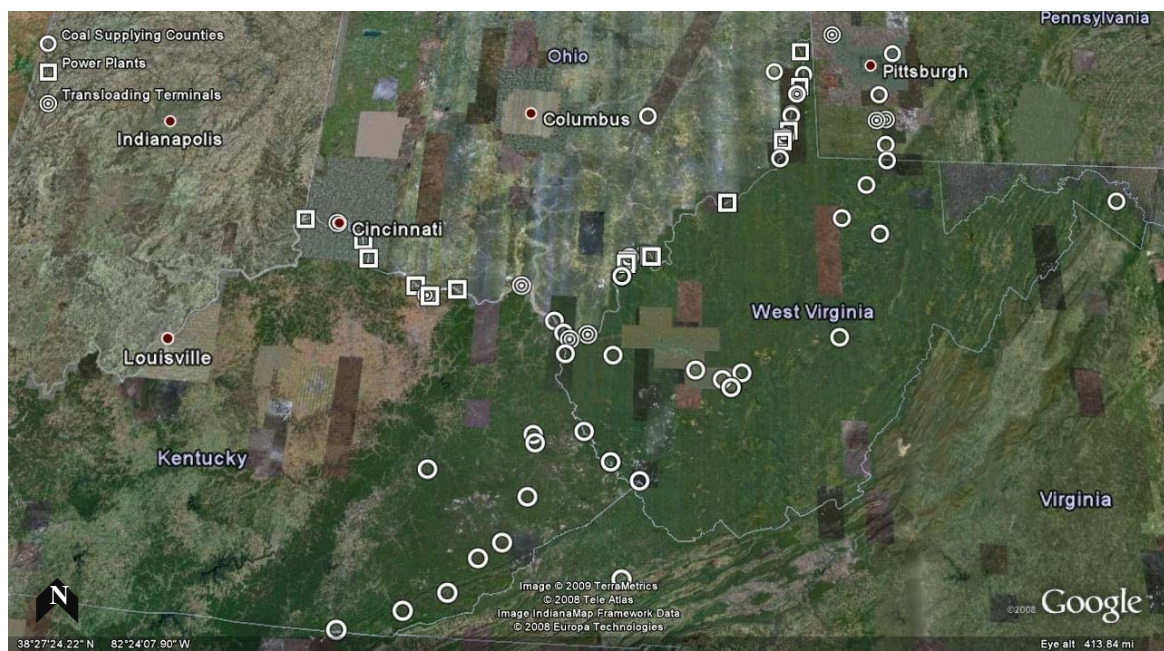 Coal Supplying Counties
Power Plants
Transloading Terminals
Indianapolis
Ohio
Columbus
Pennsylvania
Pittsburgh
Cincinnati
Louisville
West Virginia
Kentucky
Virginia
N
Image © 2009 TerraMetrics
© 2008 Tele Atlas
Image IndianaMap Framework Data
© 2008 Europa Technologies
©2008 Google
38°27'24.22" N 82°24'07.90" W
Eye alt 413.84 mi